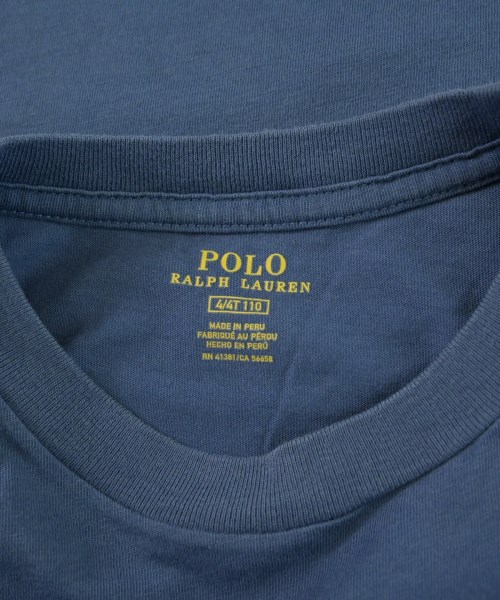 POLO
RALPH LAUREN
4/4T 110
MADE IN PERU
FABRIQUÉ AU PÉROU
HECHO EN PERÚ
RN 41381/CA 56658